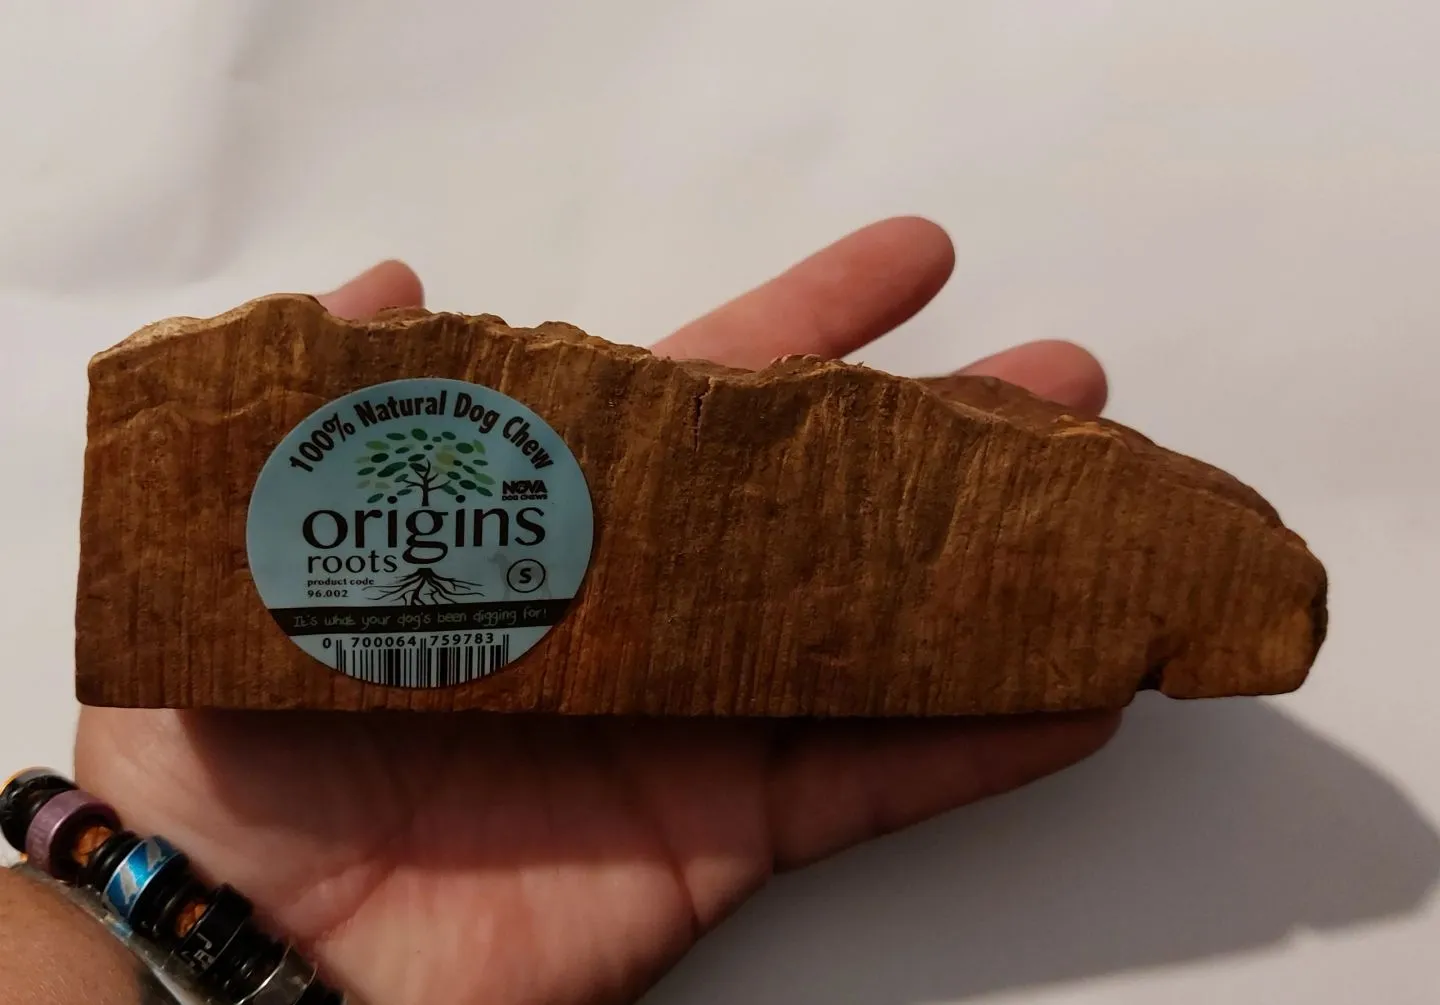 100% Natural Dog Chew
NOVA
DOG CHEWS
origins
roots
product code
96.002
S
It's what your dog's been digging for!
0 700064 759783